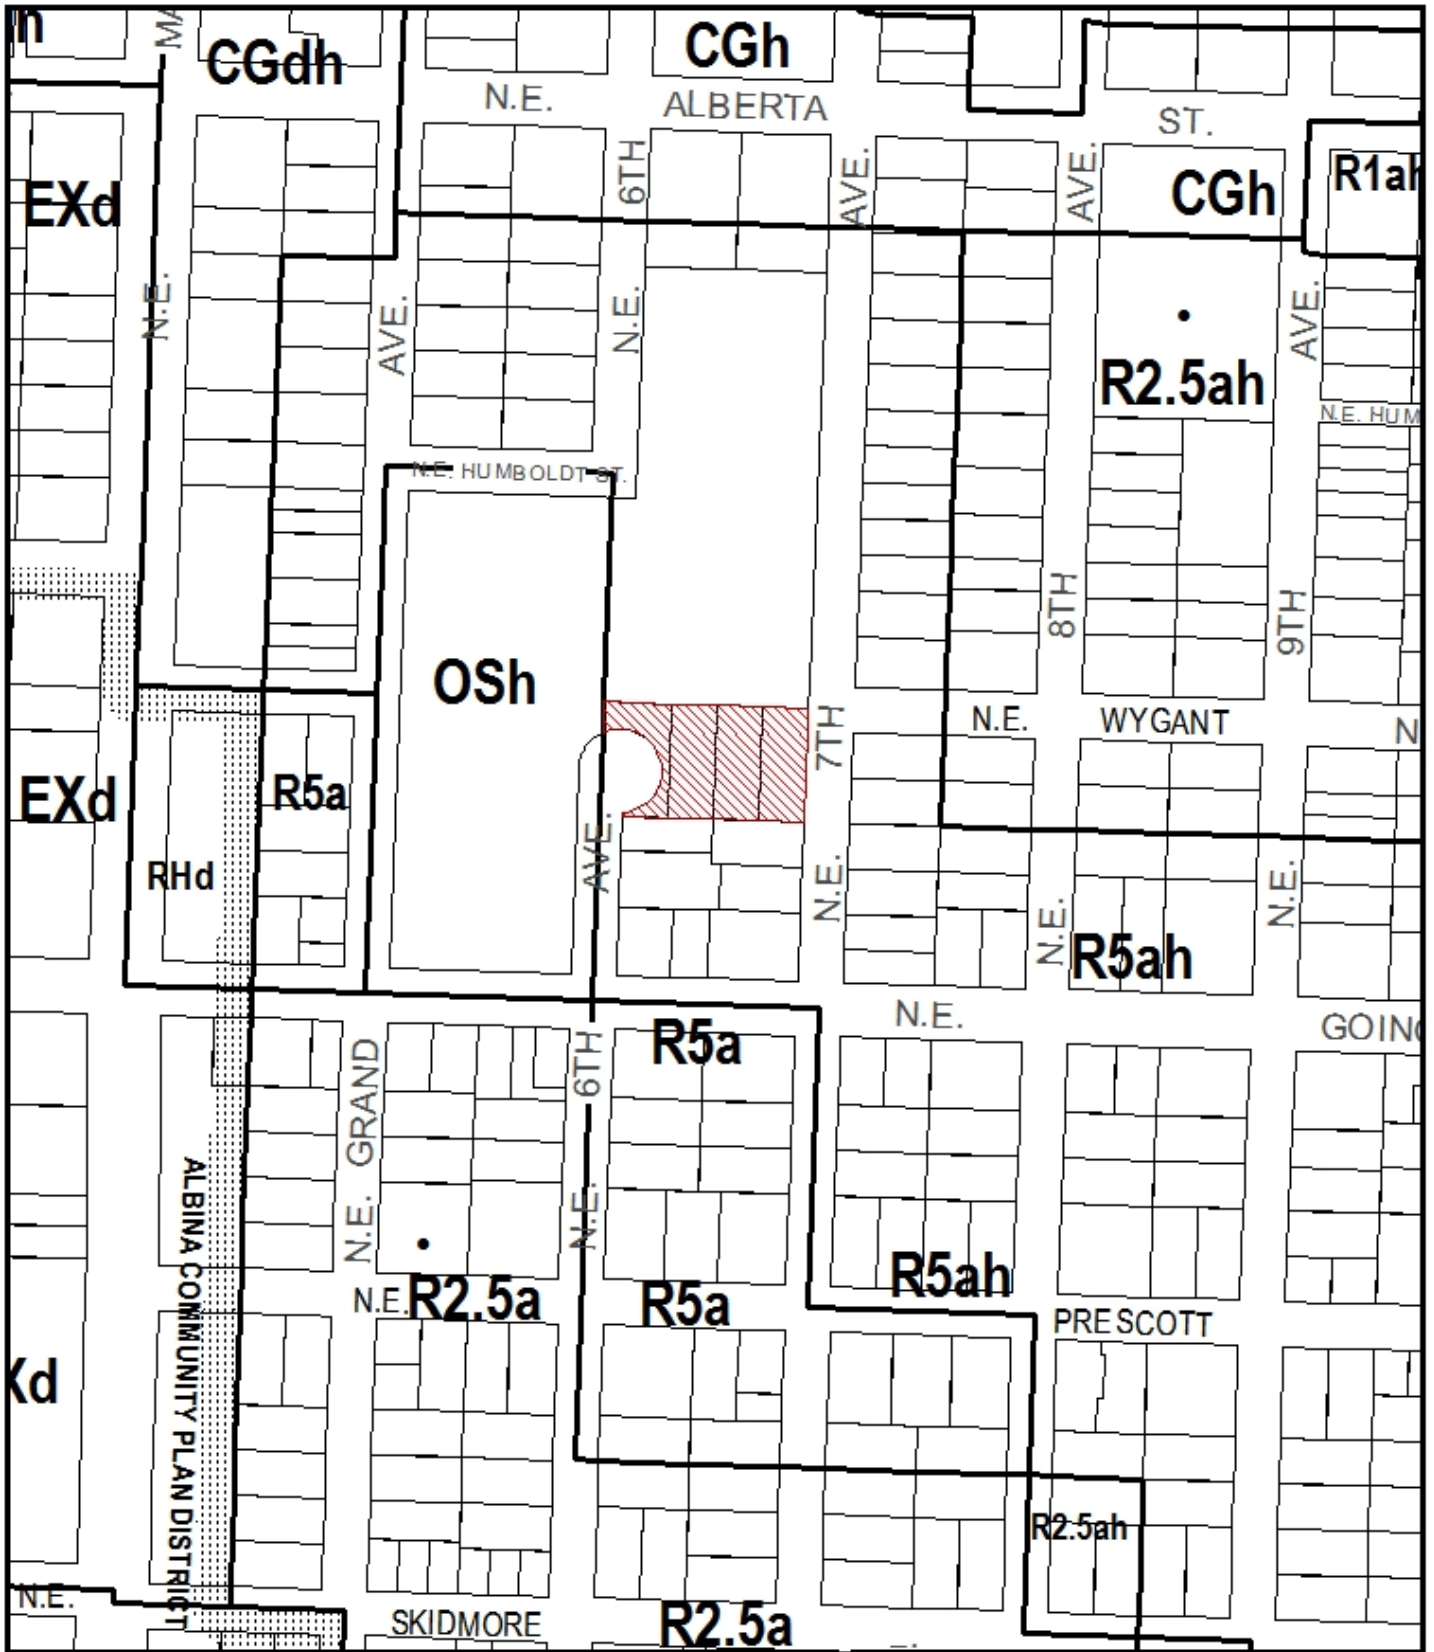 h
MA
CGdh
CGh
N.E.
ALBERTA
ST.
6TH
AVE.
AVE.
EXd
CGh
R1ah
N.E.
AVE.
N.E.
AVE.
R2.5ah
N.E. HUM
N.E. HUMBOLDT ST.
8TH
9TH
OSh
7TH
N.E.
WYGANT
N
EXd
R5a
RHd
AVE.
N.E.
N.E.
N.E.
R5ah
N.E.
GOING
R5a
6TH
GRAND
N.E.
N.E.
ALBINA COMMUNITY PLAN DISTRICT
R5ah
N.E.
R2.5a
R5a
PRESCOTT
Xd
R2.5ah
N.E.
SKIDMORE
R2.5a